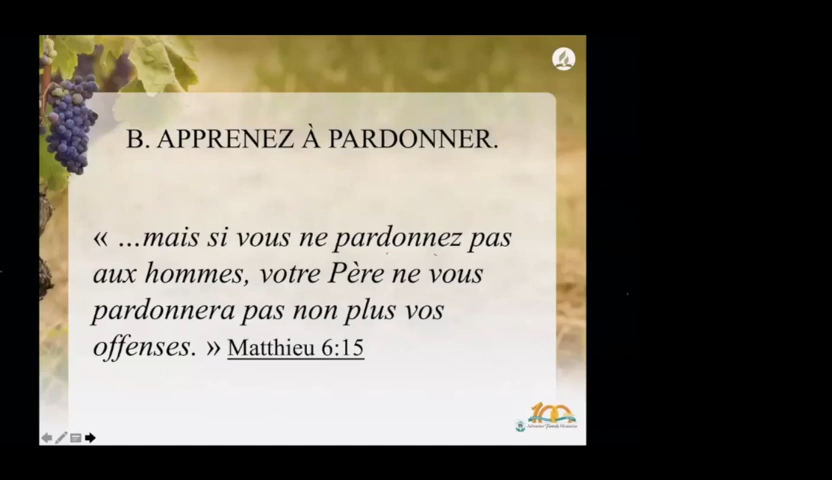 B. APPRENEZ À PARDONNER.
« ...mais si vous ne pardonnez pas
aux hommes, votre Père ne vous
pardonnera pas non plus vos
offenses. » Matthieu 6:15
100